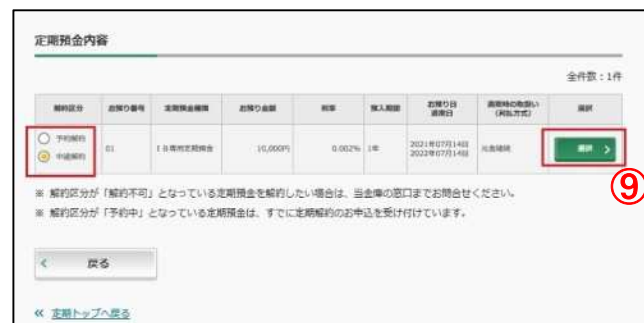 定期預金内容
全件数：1件
解約区分 お預り番号 定期預金種類 お預り金額 利率 預入期間 お預り日 満期日 満期時の取扱い (利払方式) 選択
予約解約
中途解約
01 ＩＢ専用定期預金 10,000円 0.002% 1年 2021年07月14日 2022年07月14日 元金継続 選択
⑨
※ 解約区分が「解約不可」となっている定期預金を解約したい場合は、当金庫の窓口までお問合せください。
※ 解約区分が「予約中」となっている定期預金は、すでに定期解約のお申込を受け付けています。
戻る
定期トップへ戻る